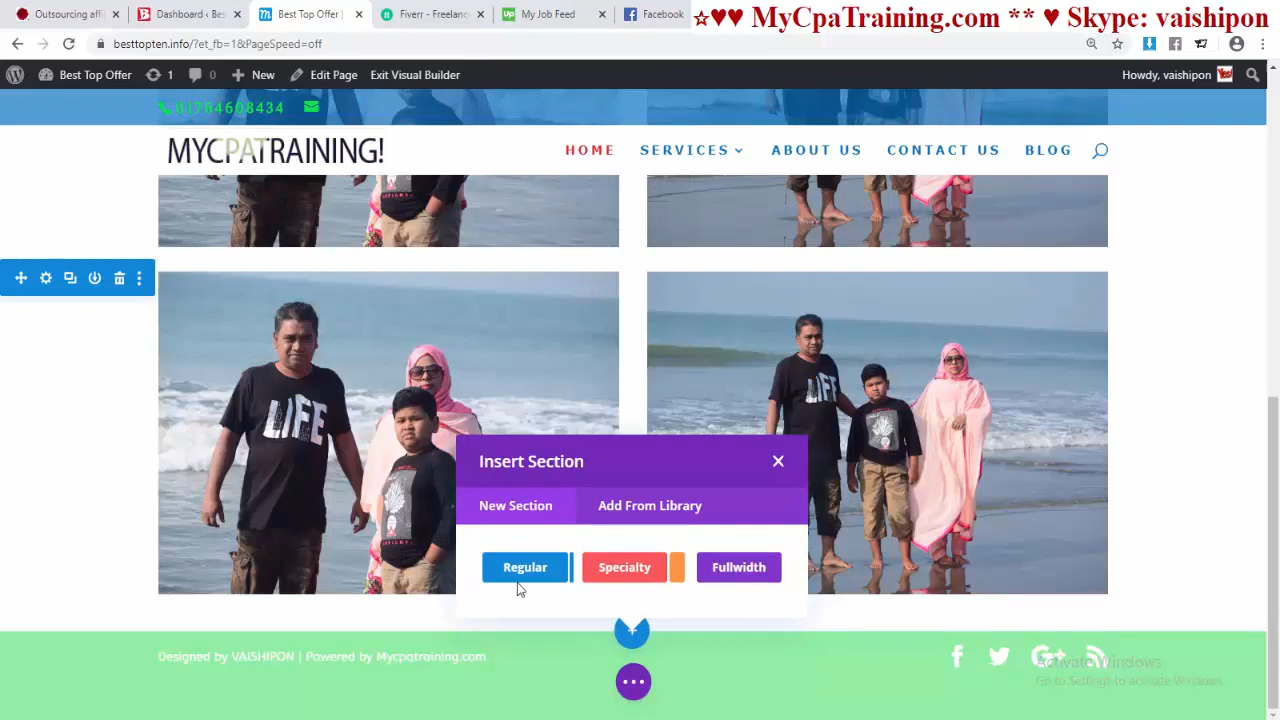 Outsourcing affi
Dashboard ‹ Bes
Best Top Offer |
Fiverr - Freelanc
My Job Feed
Facebook
☆♥♥ MyCpaTraining.com ** ♥ Skype: vaishipon
besttopten.info/?et_fb=1&PageSpeed=off
Best Top Offer
1
0
New
Edit Page
Exit Visual Builder
Howdy, vaishipon
01764608434
MYCPATRAINING!
HOME
SERVICES
ABOUT US
CONTACT US
BLOG
LIFE
LIFE
Insert Section
New Section
Add From Library
Regular
Specialty
Fullwidth
Designed by VAISHIPON | Powered by Mycpatraining.com
Activate Windows
Go to Settings to activate Windows.